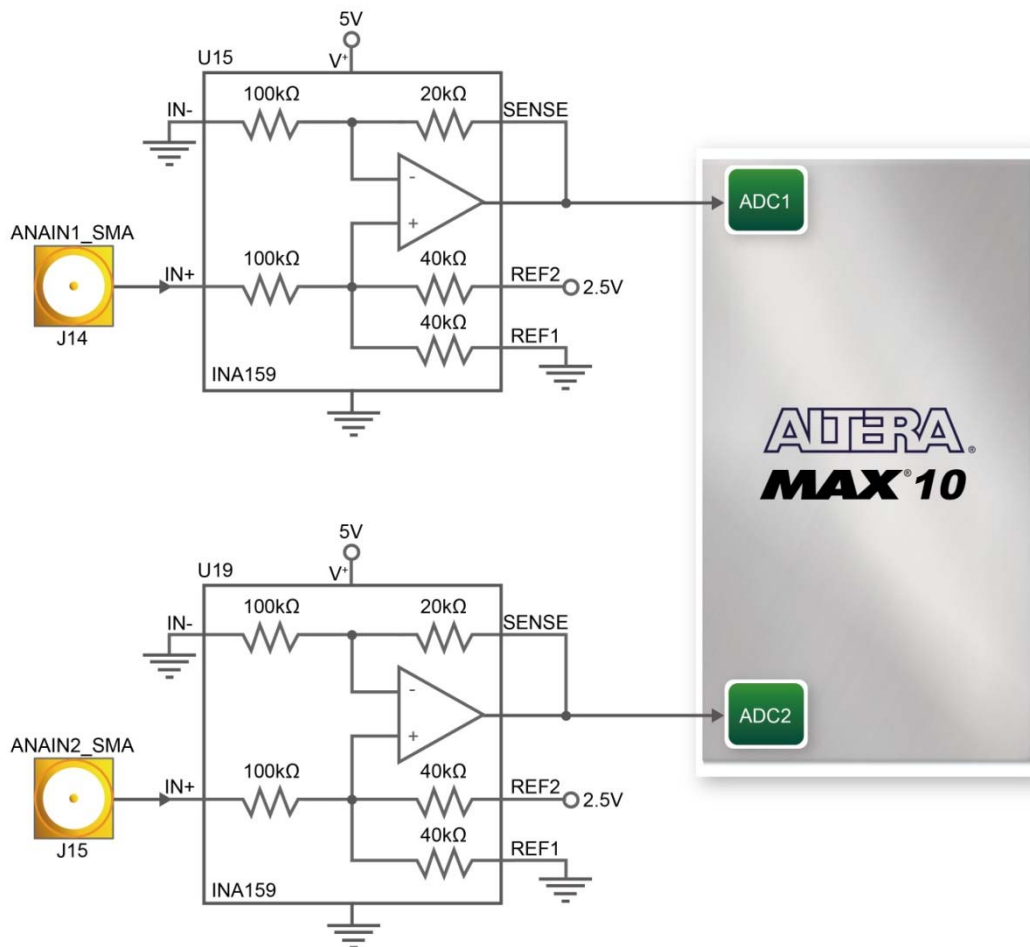 5V
U15
V+
100kΩ
20kΩ
IN-
SENSE
-
ADC1
+
ANAIN1_SMA
IN+
100kΩ
40kΩ
REF2
2.5V
40kΩ
REF1
J14
INA159
ALTERA®
MAX® 10
5V
U19
V+
100kΩ
20kΩ
IN-
SENSE
-
ADC2
+
ANAIN2_SMA
IN+
100kΩ
40kΩ
REF2
2.5V
40kΩ
REF1
J15
INA159